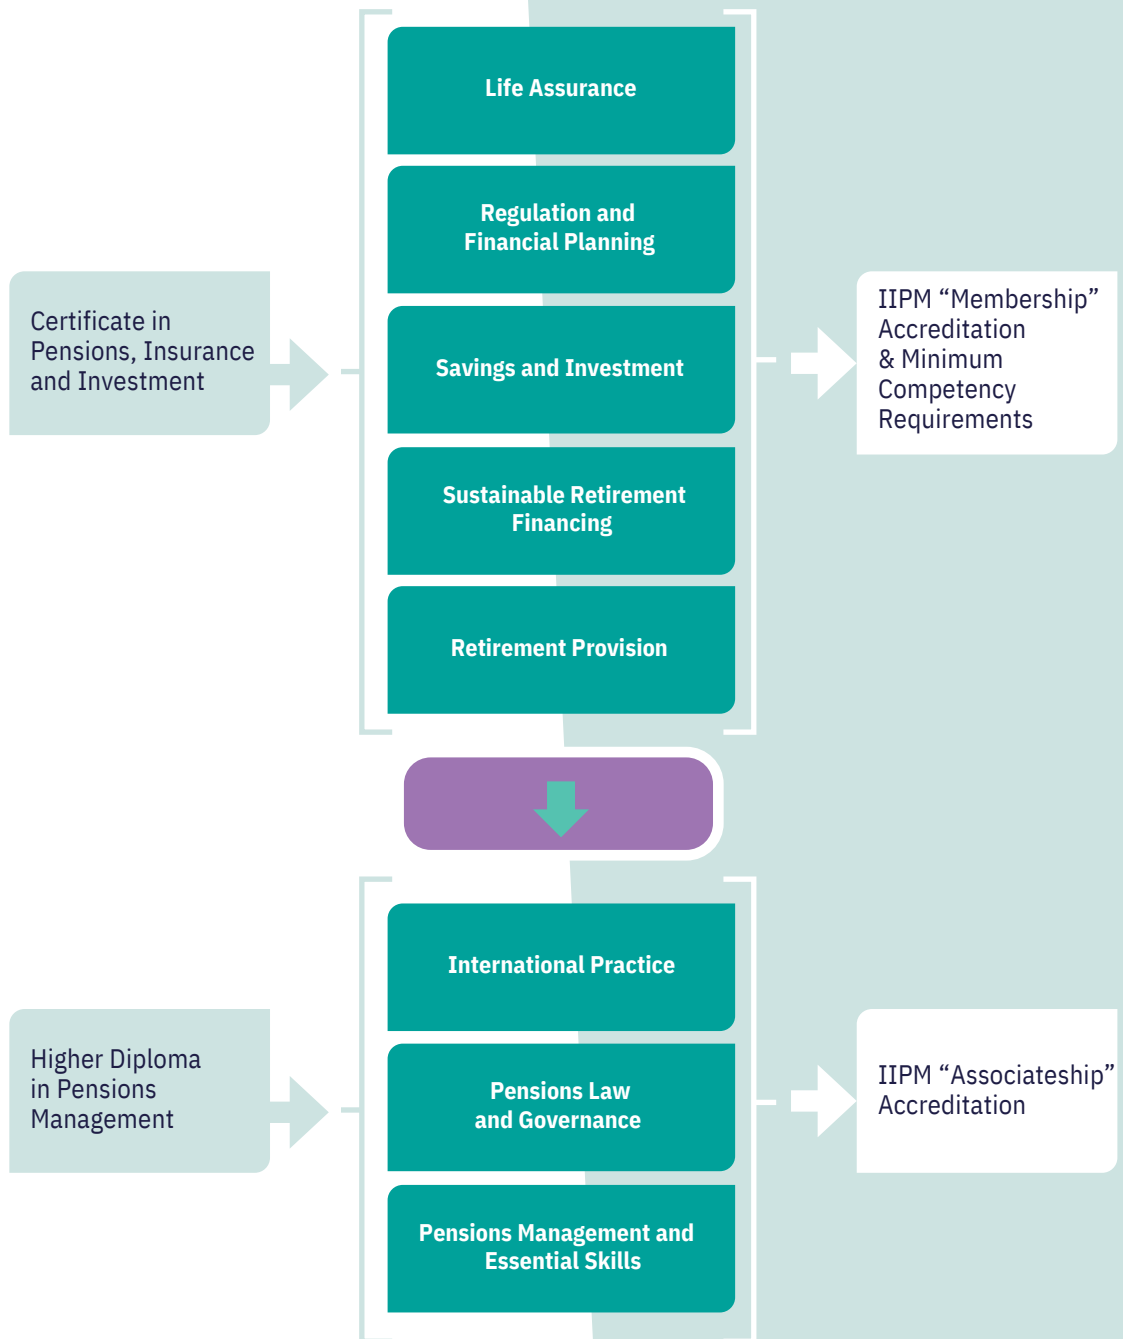 Life Assurance
Regulation and
Financial Planning
Certificate in
Pensions, Insurance
and Investment
Savings and Investment
IIPM “Membership”
Accreditation
& Minimum
Competency
Requirements
Sustainable Retirement
Financing
Retirement Provision
International Practice
Higher Diploma
in Pensions
Management
Pensions Law
and Governance
IIPM “Associateship”
Accreditation
Pensions Management and
Essential Skills